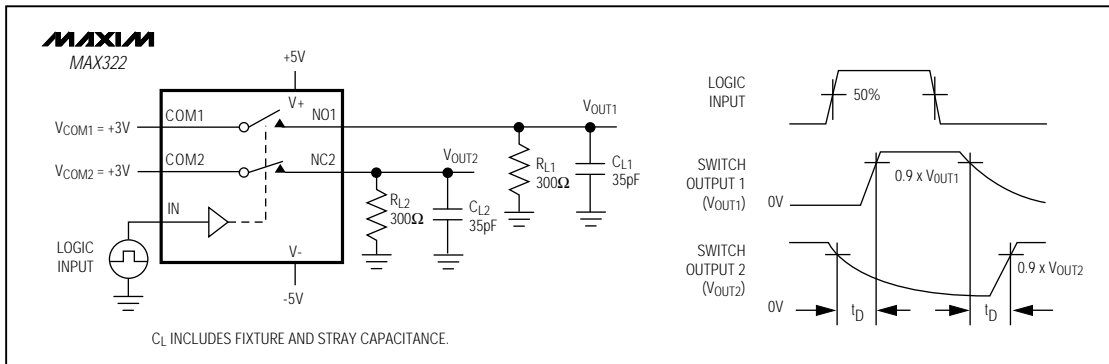 MAXIM
MAX322
+5V
COM1
V+
NO1
VOUT1
VCOM1 = +3V
COM2
NC2
VOUT2
VCOM2 = +3V
RL1
300Ω
CL1
35pF
RL2
300Ω
CL2
35pF
IN
LOGIC
INPUT
V-
-5V
CL INCLUDES FIXTURE AND STRAY CAPACITANCE.
LOGIC
INPUT
50%
SWITCH
OUTPUT 1
(VOUT1)
0V
0.9 x VOUT1
SWITCH
OUTPUT 2
(VOUT2)
0V
0.9 x VOUT2
tD
tD